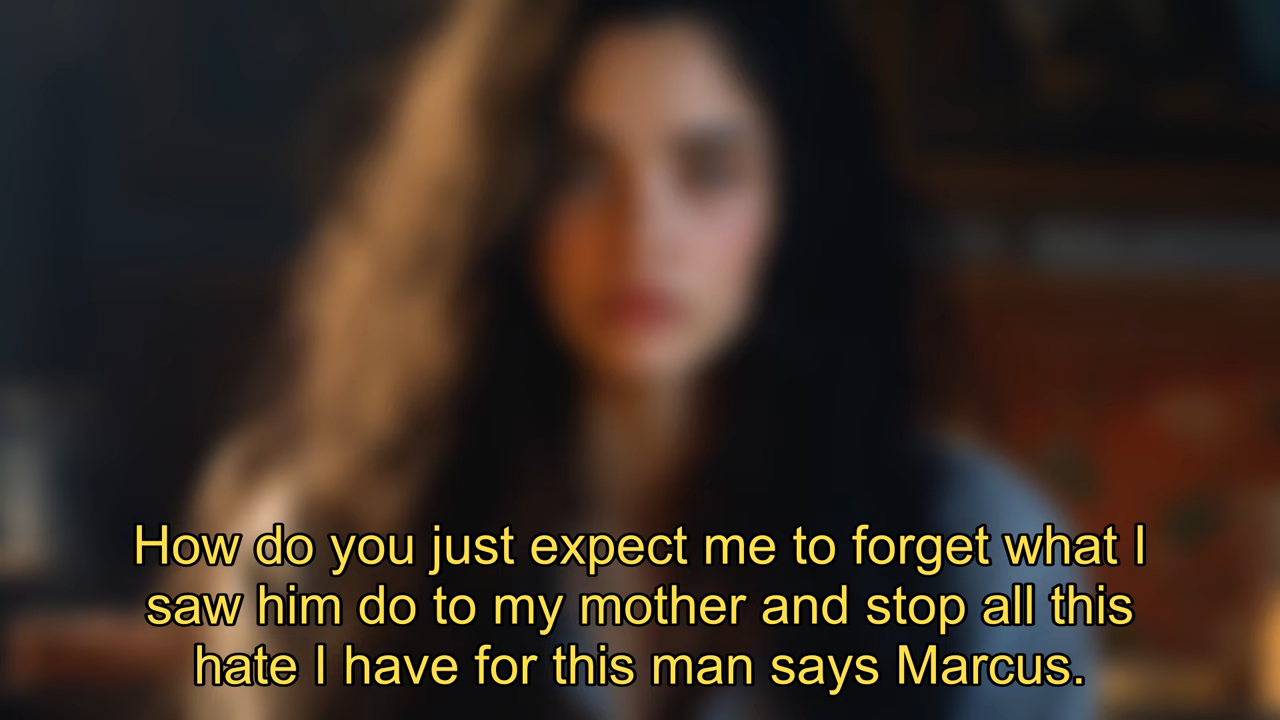 How do you just expect me to forget what I
saw him do to my mother and stop all this
hate I have for this man says Marcus.